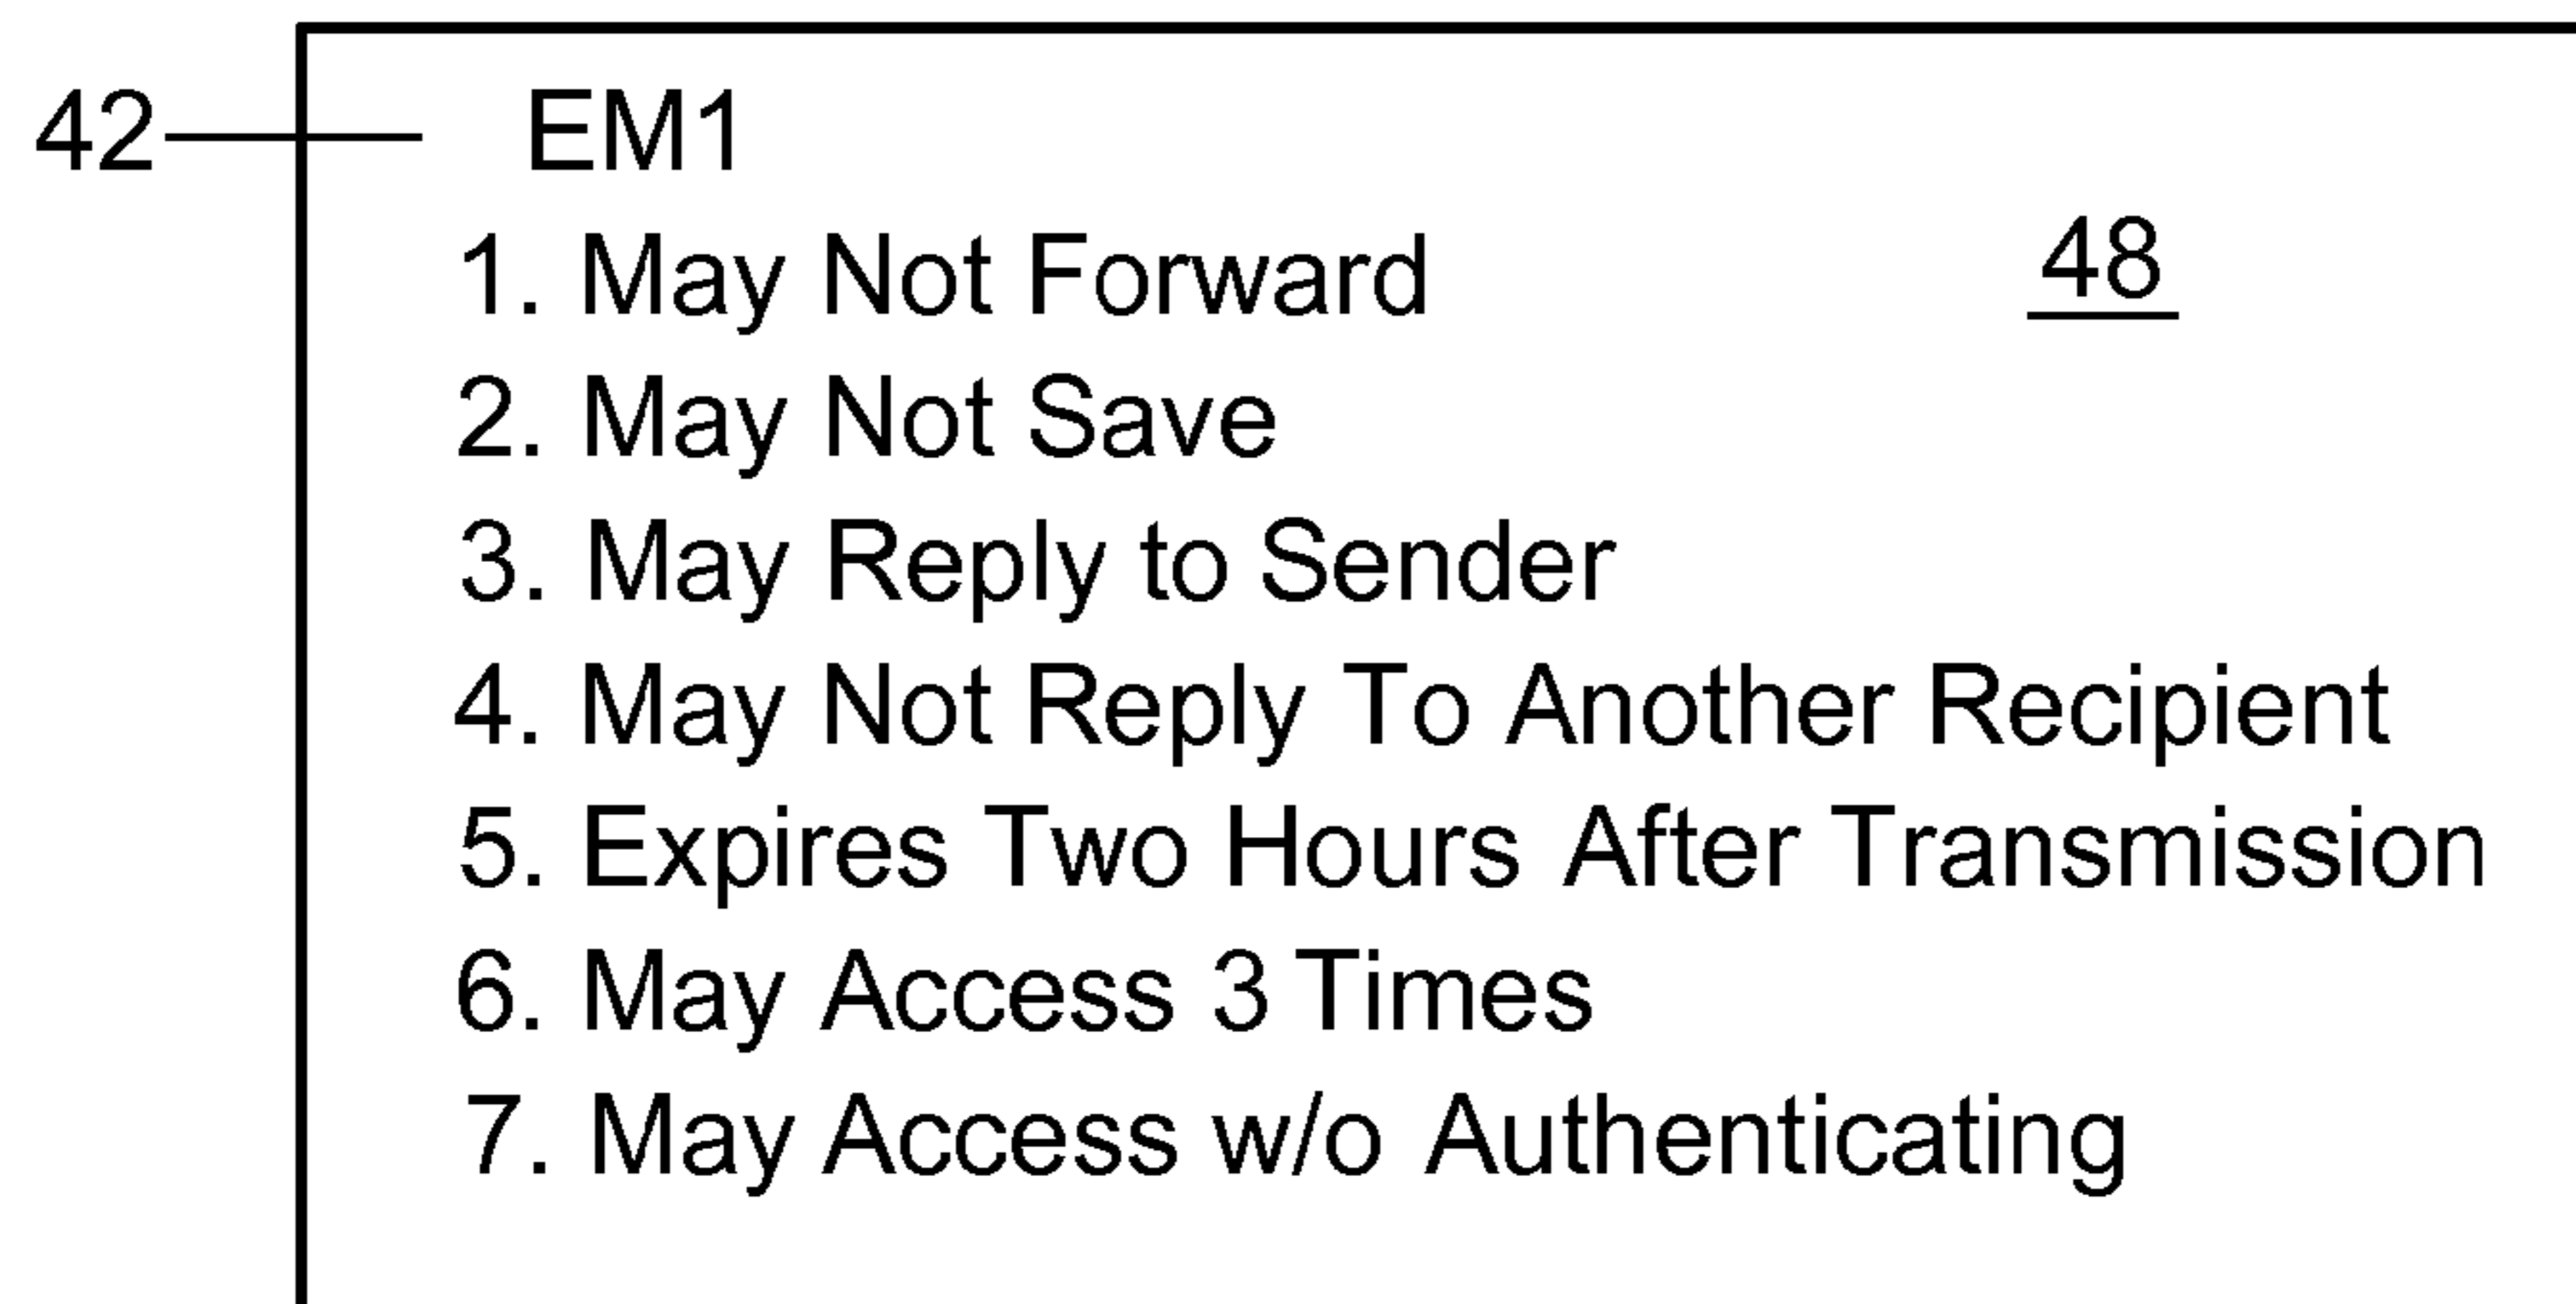 42 EM1
1. May Not Forward 48
2. May Not Save
3. May Reply to Sender
4. May Not Reply To Another Recipient
5. Expires Two Hours After Transmission
6. May Access 3 Times
7. May Access w/o Authenticating